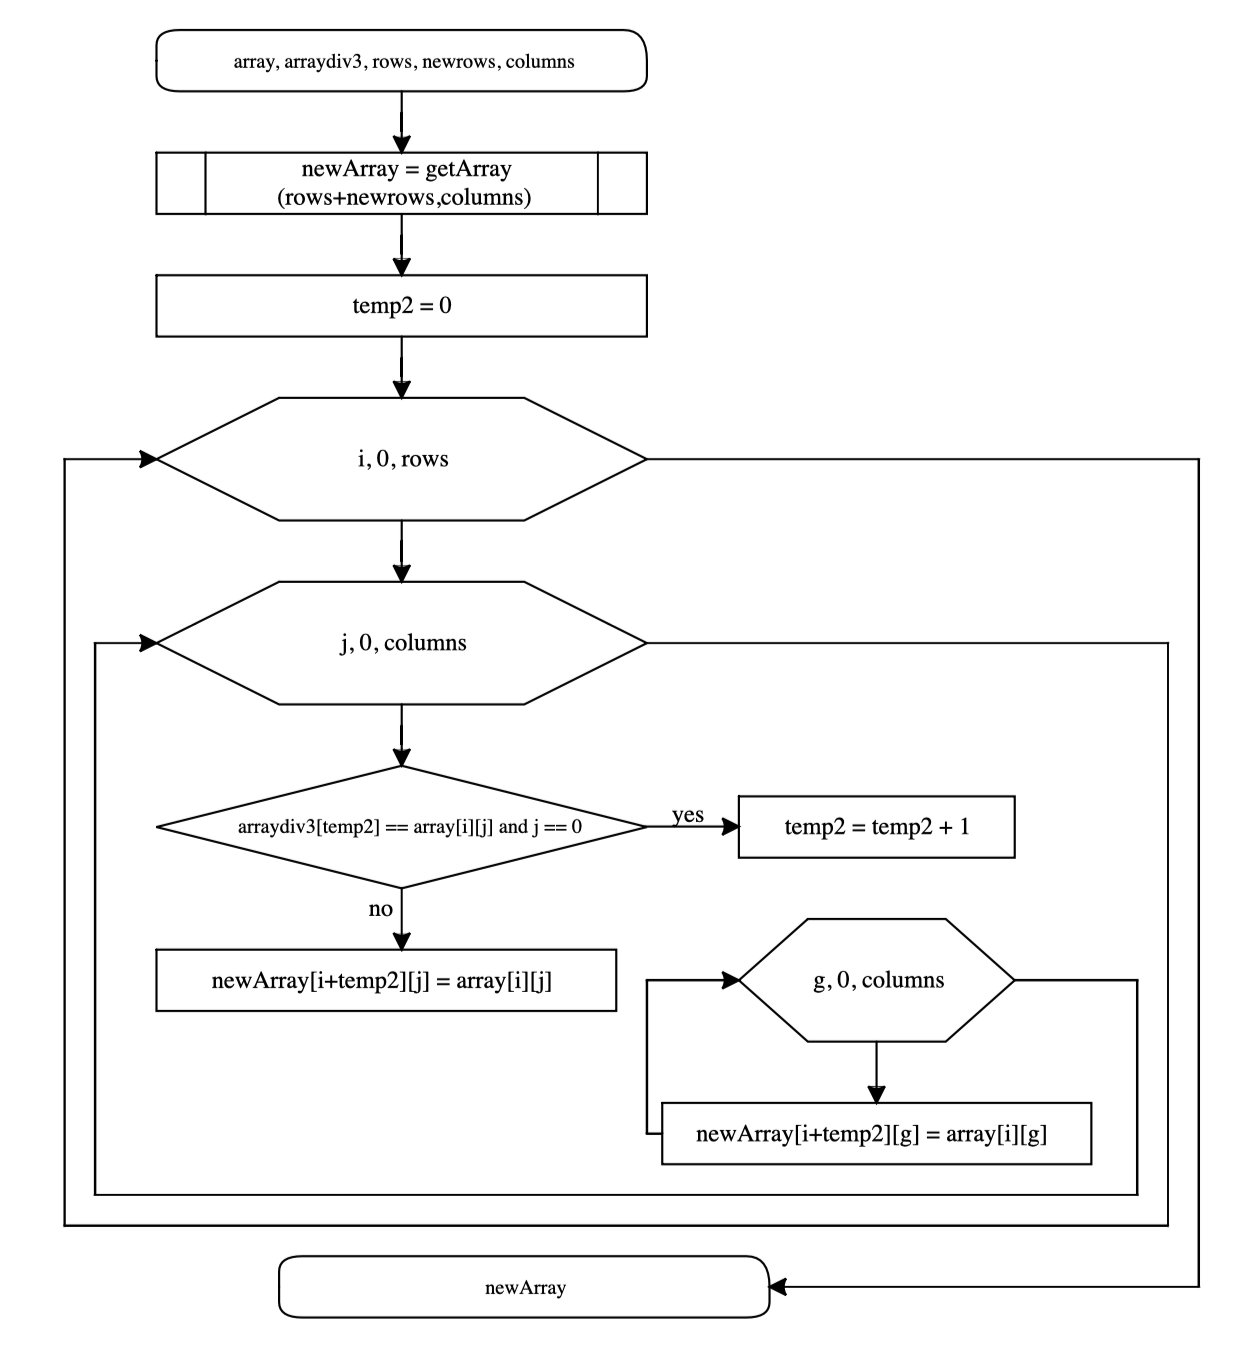 array, arraydiv3, rows, newrows, columns
newArray = getArray
(rows+newrows,columns)
temp2 = 0
i, 0, rows
j, 0, columns
arraydiv3[temp2] == array[i][j] and j == 0
yes
temp2 = temp2 + 1
no
newArray[i+temp2][j] = array[i][j]
g, 0, columns
newArray[i+temp2][g] = array[i][g]
newArray